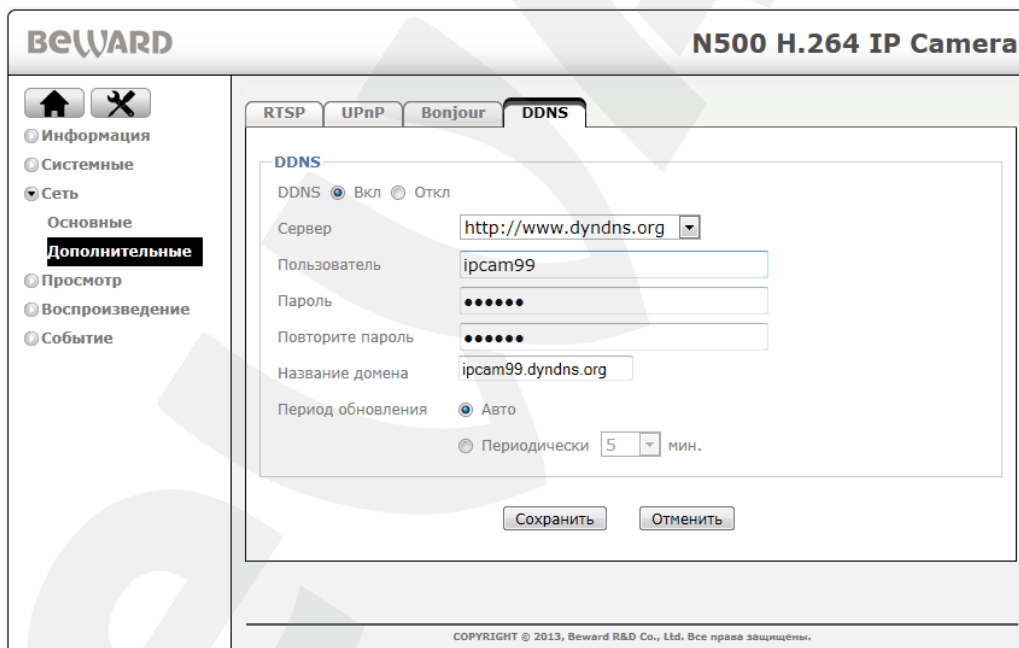 BEWARD
N500 H.264 IP Camera
Информация
Системные
Сеть
Основные
Дополнительные
Просмотр
Воспроизведение
Событие
RTSP UPnP Bonjour DDNS
DDNS
DDNS Вкл Откл
Сервер http://www.dyndns.org
Пользователь ipcam99
Пароль ••••••
Повторите пароль ••••••
Название домена ipcam99.dyndns.org
Период обновления Авто
Периодически 5 мин.
Сохранить Отменить
COPYRIGHT © 2013, Beward R&D Co., Ltd. Все права защищены.